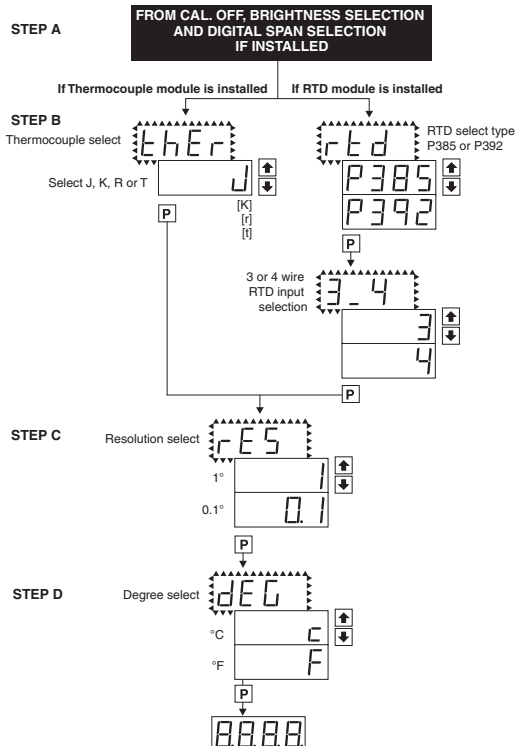 STEP A
FROM CAL. OFF, BRIGHTNESS SELECTION
AND DIGITAL SPAN SELECTION
IF INSTALLED
If Thermocouple module is installed
If RTD module is installed
STEP B
Thermocouple select
thEr
Select J, K, R or T
J
[K]
[r]
[t]
P
rtd
RTD select type
P385 or P392
P385
P392
P
3 or 4 wire
RTD input
selection
3_4
3
4
P
STEP C
Resolution select
rES
1°
1
0.1°
0.1
P
STEP D
Degree select
dEG
°C
c
°F
F
P
8.8.8.8